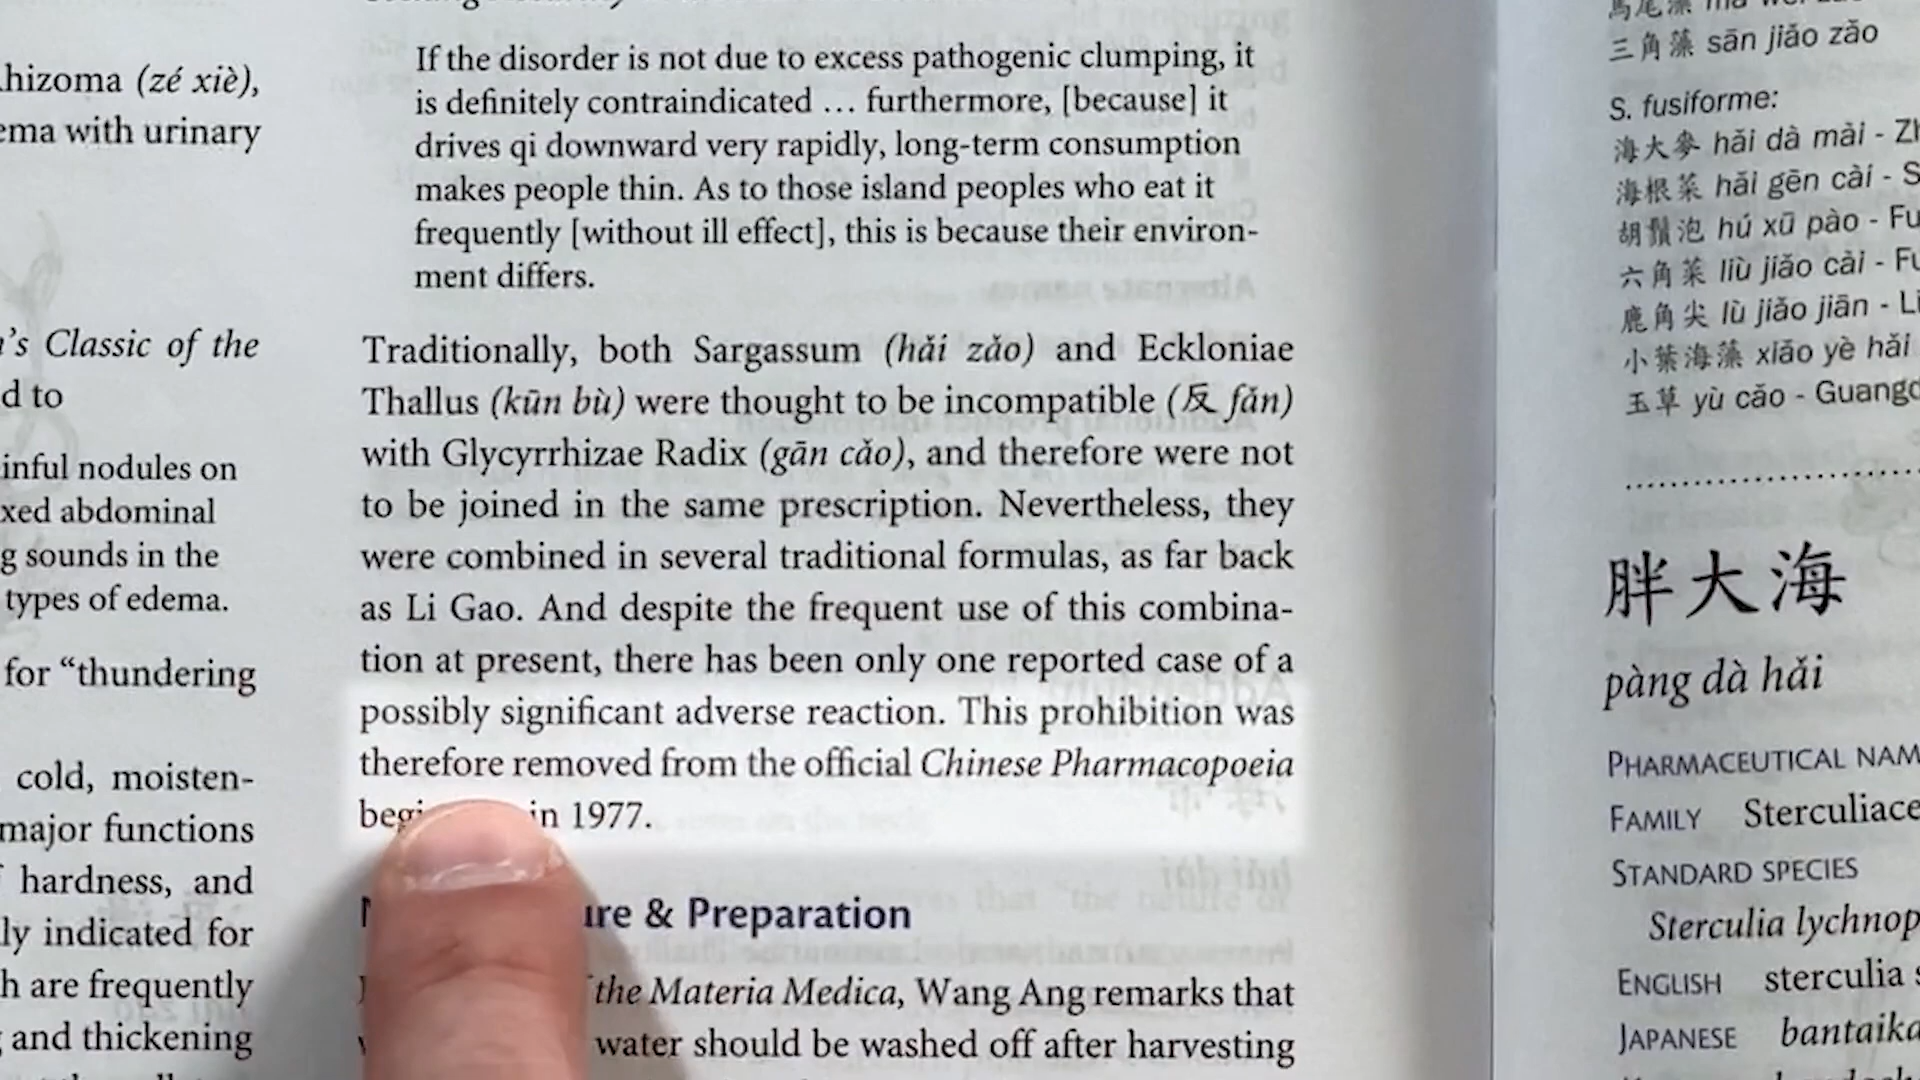 hizoma (zé xiè),
ema with urinary
's Classic of the
d to
inful nodules on
xed abdominal
g sounds in the
types of edema.
for “thundering
cold, moisten-
major functions
hardness, and
ly indicated for
h are frequently
and thickening
If the disorder is not due to excess pathogenic clumping, it
is definitely contraindicated … furthermore, [because] it
drives qi downward very rapidly, long-term consumption
makes people thin. As to those island peoples who eat it
frequently [without ill effect], this is because their environ-
ment differs.
Traditionally, both Sargassum (hǎi zǎo) and Eckloniae
Thallus (kūn bù) were thought to be incompatible (反 fǎn)
with Glycyrrhizae Radix (gān cǎo), and therefore were not
to be joined in the same prescription. Nevertheless, they
were combined in several traditional formulas, as far back
as Li Gao. And despite the frequent use of this combina-
tion at present, there has been only one reported case of a
possibly significant adverse reaction. This prohibition was
therefore removed from the official Chinese Pharmacopoeia
in 1977.
& Preparation
the Materia Medica, Wang Ang remarks that
water should be washed off after harvesting
馬尾藻
三角藻 sān jiǎo zǎo
S. fusiforme:
海大麥 hǎi dà mài - Zh
海根菜 hǎi gēn cài - S
胡鬚泡 hú xū pào - Fu
六角菜 liù jiǎo cài - Fu
鹿角尖 lù jiǎo jiān - Li
小葉海藻 xiǎo yè hǎi
玉草 yù cǎo - Guangd
胖大海
pàng dà hǎi
PHARMACEUTICAL NAM
FAMILY Sterculiace
STANDARD SPECIES
Sterculia lychnop
ENGLISH sterculia s
JAPANESE bantaika